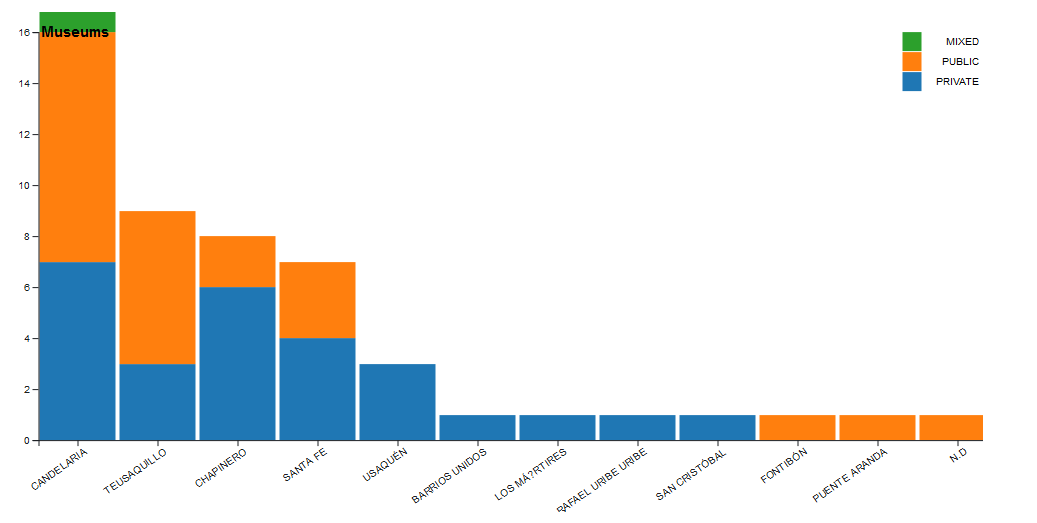 Museums
16
14
12
10
8
6
4
2
0
MIXED
PUBLIC
PRIVATE
CANDELARIA
TEUSAQUILLO
CHAPINERO
SANTA FE
USAQUÉN
BARRIOS UNIDOS
LOS MÁ?RTIRES
RAFAEL URIBE URIBE
SAN CRISTÓBAL
FONTIBÓN
PUENTE ARANDA
N.D